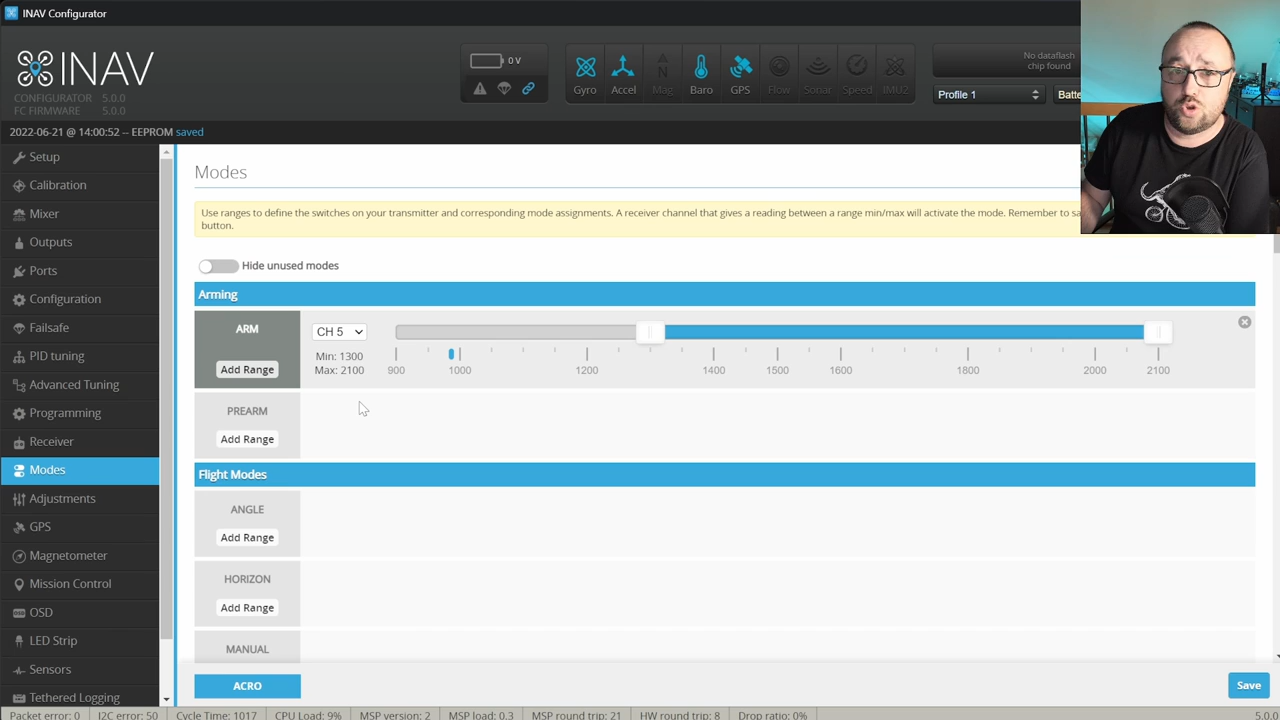 INAV Configurator
INAV
CONFIGURATOR 5.0.0
FC FIRMWARE 5.0.0
0 V
Gyro
Accel
Mag
Baro
GPS
Flow
Sonar
Speed
IMU2
No dataflash
chip found
Profile 1
Batte
2022-06-21 @ 14:00:52 -- EEPROM saved
Setup
Calibration
Mixer
Outputs
Ports
Configuration
Failsafe
PID tuning
Advanced Tuning
Programming
Receiver
Modes
Adjustments
GPS
Magnetometer
Mission Control
OSD
LED Strip
Sensors
Tethered Logging
Modes
Use ranges to define the switches on your transmitter and corresponding mode assignments. A receiver channel that gives a reading between a range min/max will activate the mode. Remember to sa
button.
Hide unused modes
Arming
ARM
Add Range
CH 5
Min: 1300
Max: 2100
900 1000 1200 1400 1500 1600 1800 2000 2100
PREARM
Add Range
Flight Modes
ANGLE
Add Range
HORIZON
Add Range
MANUAL
ACRO
Save
Packet error: 0 I2C error: 50 Cycle Time: 1017 CPU Load: 9% MSP version: 2 MSP load: 0.3 MSP round trip: 21 HW round trip: 8 Drop ratio: 0% 5.0.0